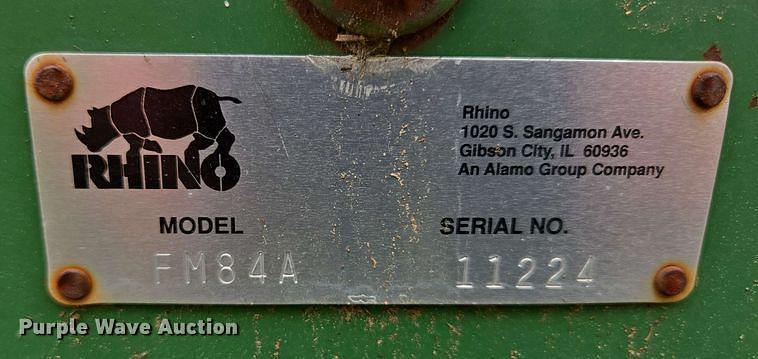 RHINO
Rhino
1020 S. Sangamon Ave.
Gibson City, IL 60936
An Alamo Group Company
MODEL
SERIAL NO.
FM84A
11224
Purple Wave Auction